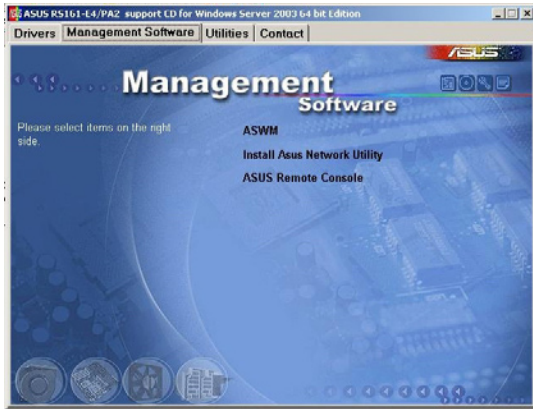 ASUS RS161-E4/PA2 support CD for Windows Server 2003 64 bit Edition
Drivers Management Software Utilities Contact
ASUS
Management
Software
Please select items on the right
side.
ASWM
Install Asus Network Utility
ASUS Remote Console